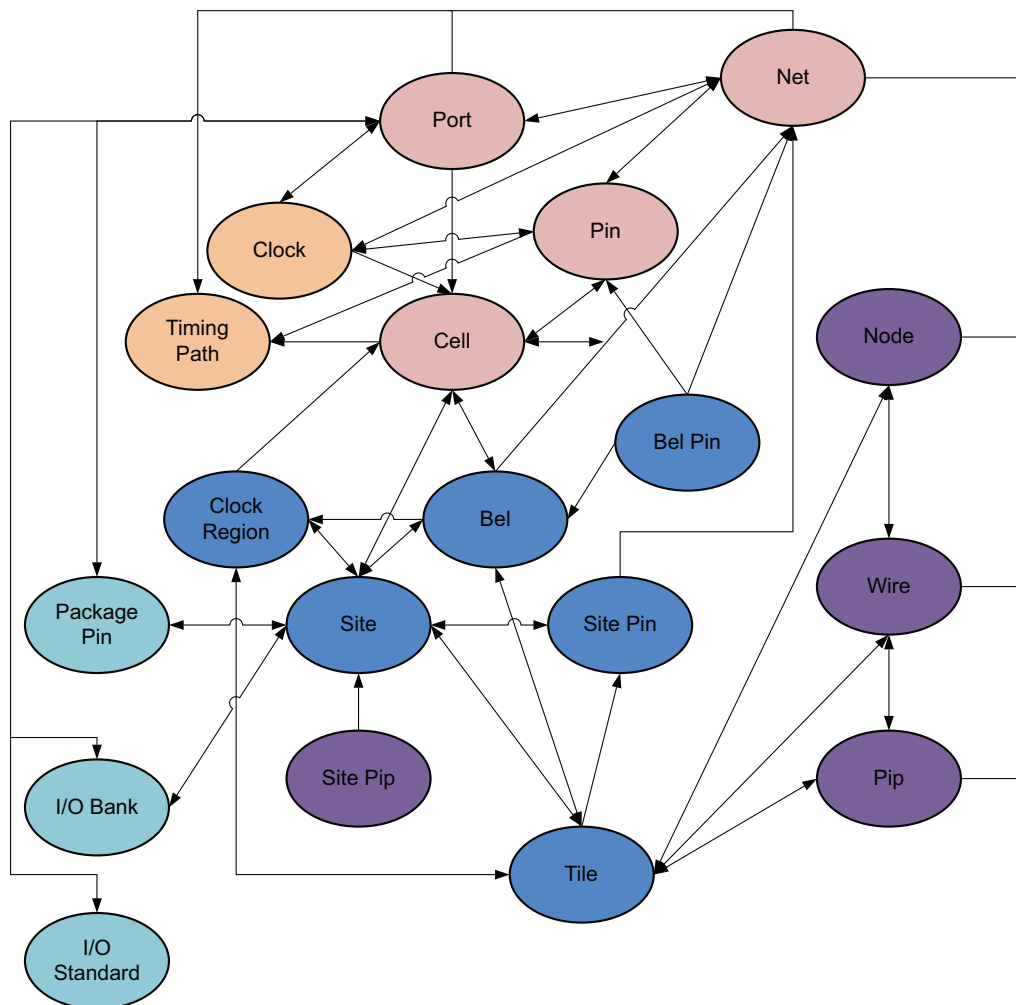 Net
Port
Pin
Clock
Timing
Path
Cell
Node
Bel Pin
Clock
Region
Bel
Wire
Package
Pin
Site
Site Pin
Site Pip
Pip
I/O Bank
Tile
I/O
Standard